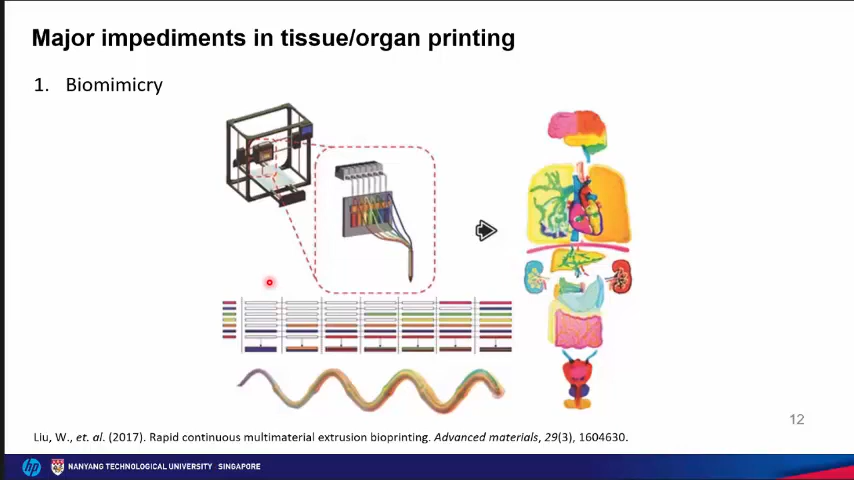 Major impediments in tissue/organ printing
1. Biomimicry
12
Liu, W., et. al. (2017). Rapid continuous multimaterial extrusion bioprinting. Advanced materials, 29(3), 1604630.
hp NANYANG TECHNOLOGICAL UNIVERSITY SINGAPORE